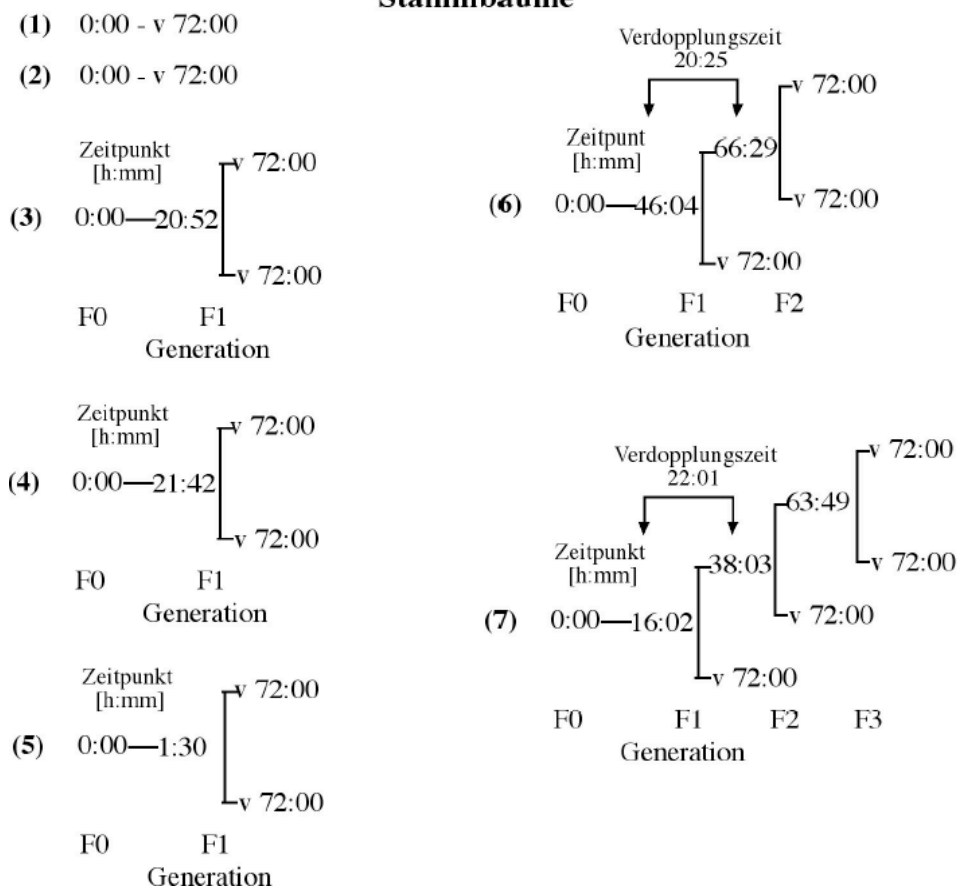 Stammbäume
(1) 0:00 - v 72:00
(2) 0:00 - v 72:00
Zeitpunkt
[h:mm]
v 72:00
(3) 0:00—20:52
v 72:00
F0 F1
Generation
Zeitpunkt
[h:mm]
v 72:00
(4) 0:00—21:42
v 72:00
F0 F1
Generation
Zeitpunkt
[h:mm]
v 72:00
(5) 0:00—1:30
v 72:00
F0 F1
Generation
Verdopplungszeit
20:25
v 72:00
Zeitpunt
[h:mm]
66:29
(6) 0:00—46:04
v 72:00
v 72:00
F0 F1 F2
Generation
Verdopplungszeit
22:01
v 72:00
63:49
Zeitpunkt
[h:mm]
38:03
v 72:00
(7) 0:00—16:02
v 72:00
v 72:00
F0 F1 F2 F3
Generation